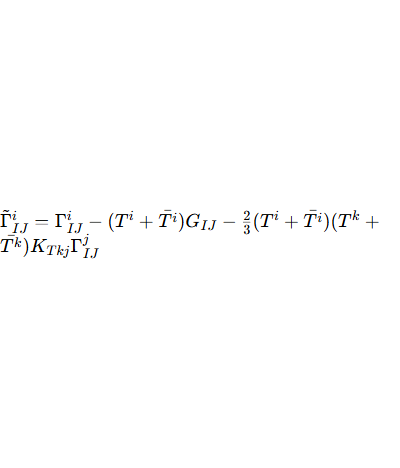 $\tilde{\Gamma}^i_{IJ} = \Gamma^i_{IJ} - (T^i + \bar{T^i})G_{IJ} - \frac{2}{3}(T^i + \bar{T^i})(T^k +$
$\bar{T^k})K_{Tkj}\Gamma^j_{IJ}$